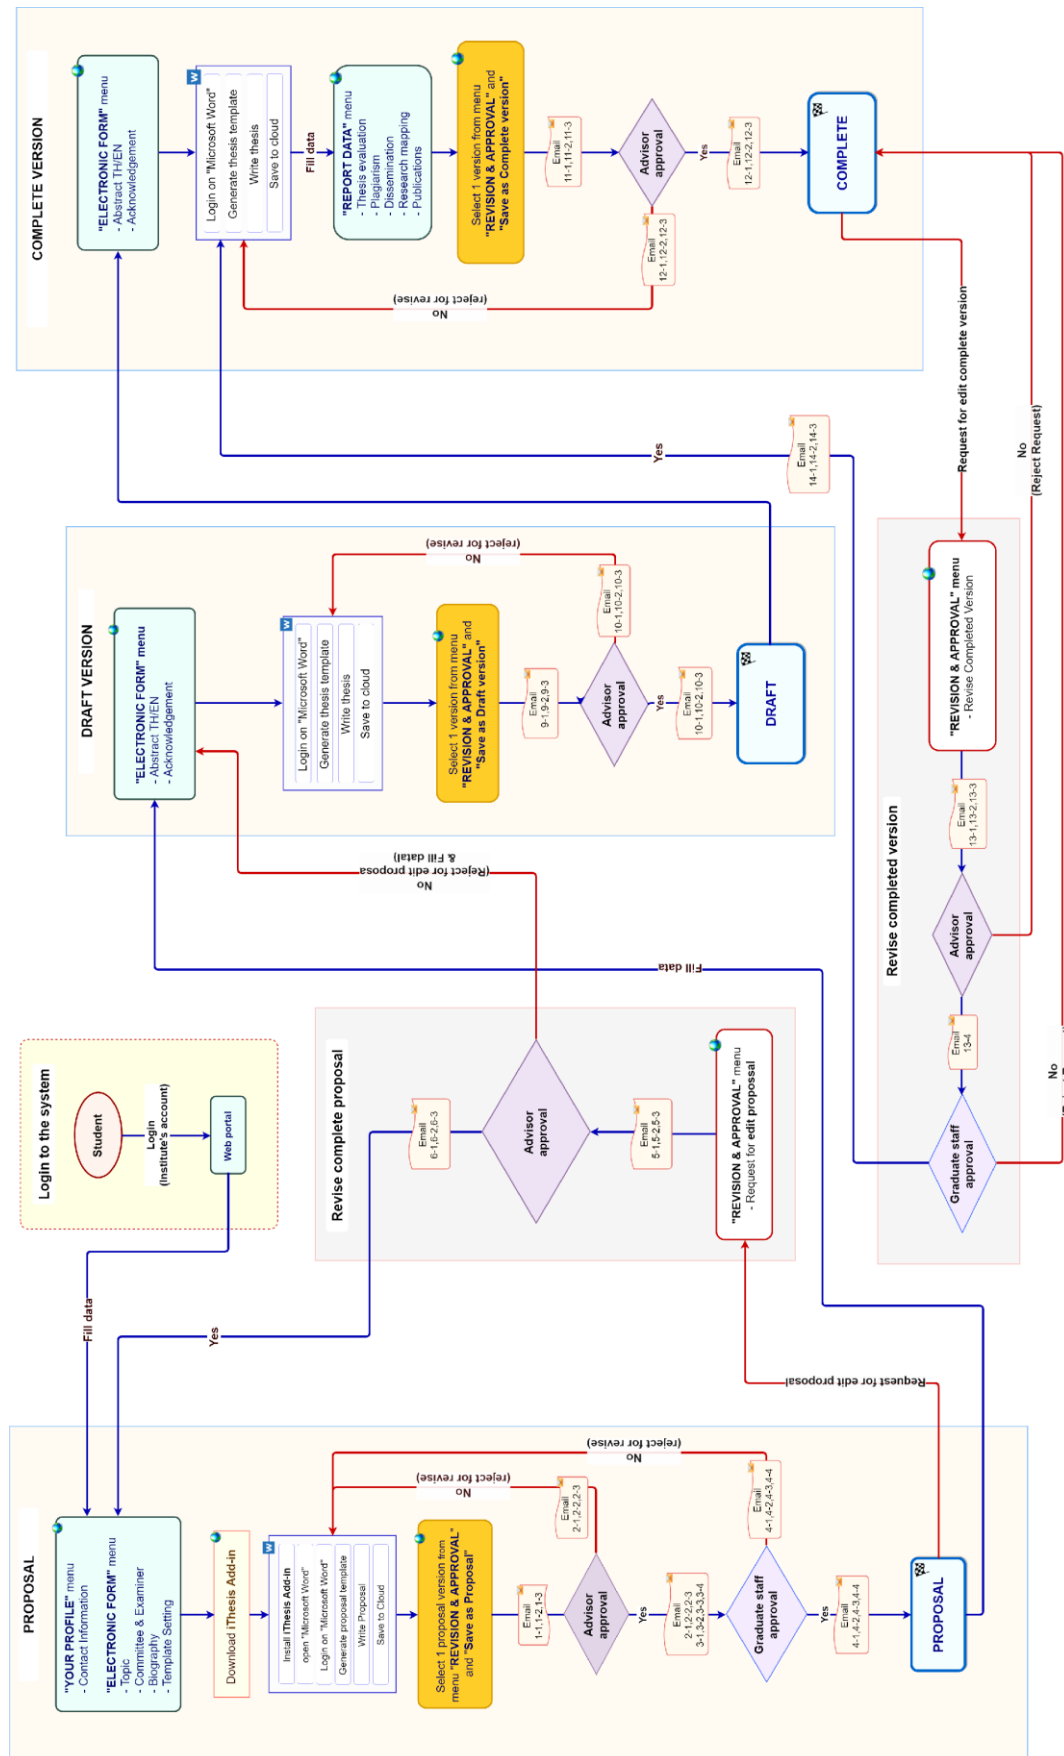 Login to the system
Student
Login
(Institute's account)
Web portal
Fill data
PROPOSAL
"YOUR PROFILE" menu
- Contact Information
"ELECTRONIC FORM" menu
- Topic
- Committee & Examiner
- Biography
- Template Setting
Download iThesis Add-in
Install iThesis Add-in
open "Microsoft Word"
Login on "Microsoft Word"
Generate proposal template
Write Proposal
Save to Cloud
Select 1 proposal version from
menu "REVISION & APPROVAL"
and "Save as Proposal"
Email
1-1,1-2,1-3
Advisor
approval
Email
2-1,2-2,2-3
No
(reject for revise)
Yes
Email
2-1,2-2,2-3
3-1,3-2,3-3,3-4
Graduate staff
approval
Email
4-1,4-2,4-3,4-4
No
(reject for revise)
Yes
Email
4-1,4-2,4-3,4-4
PROPOSAL
Request for edit proposal
Revise complete proposal
"REVISION & APPROVAL" menu
- Request for edit propossal
Email
5-1,5-2,5-3
Advisor
approval
Email
6-1,6-2,6-3
Yes
No
(Reject for edit proposa
& Fill datal)
Fill data
DRAFT VERSION
"ELECTRONIC FORM" menu
- Abstract TH/EN
- Acknowledgement
Login on "Microsoft Word"
Generate thesis template
Write thesis
Save to cloud
Select 1 version from menu
"REVISION & APPROVAL" and
"Save as Draft version"
Email
9-1,9-2,9-3
Advisor
approval
Email
10-1,10-2,10-3
No
(reject for revise)
Yes
Email
10-1,10-2,10-3
DRAFT
COMPLETE VERSION
"ELECTRONIC FORM" menu
- Abstract TH/EN
- Acknowledgement
Login on "Microsoft Word"
Generate thesis template
Write thesis
Save to cloud
Fill data
"REPORT DATA" menu
- Thesis evaluation
- Plagiarism
- Dissemination
- Research mapping
- Publications
Select 1 version from menu
"REVISION & APPROVAL" and
"Save as Complete version"
Email
11-1,11-2,11-3
Advisor
approval
Email
12-1,12-2,12-3
No
(reject for revise)
Yes
Email
12-1,12-2,12-3
COMPLETE
Request for edit complete version
Revise completed version
"REVISION & APPROVAL" menu
- Revise Completed Version
Email
13-1,13-2,13-3
Advisor
approval
No
(Reject Request)
Email
13-4
Graduate staff
approval
No
Yes
Email
14-1,14-2,14-3